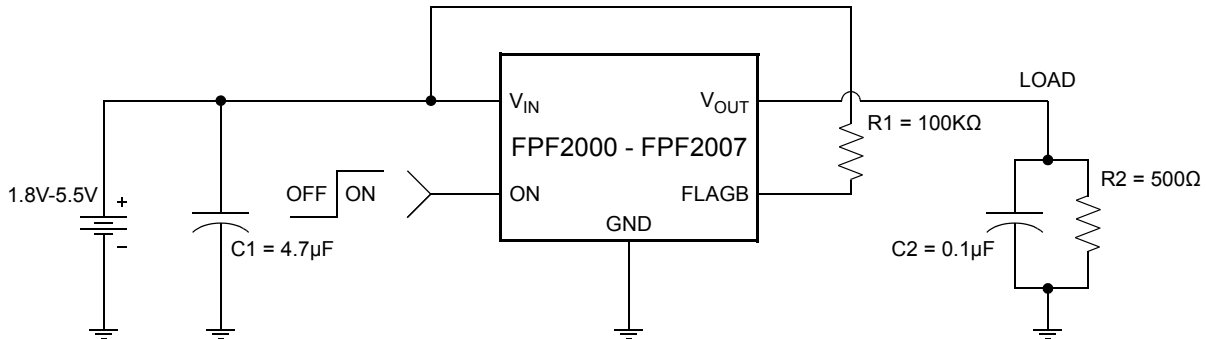 LOAD
V_IN
V_OUT
R1 = 100KΩ
FPF2000 - FPF2007
1.8V-5.5V
+
−
OFF
ON
ON
FLAGB
R2 = 500Ω
GND
C1 = 4.7µF
C2 = 0.1µF